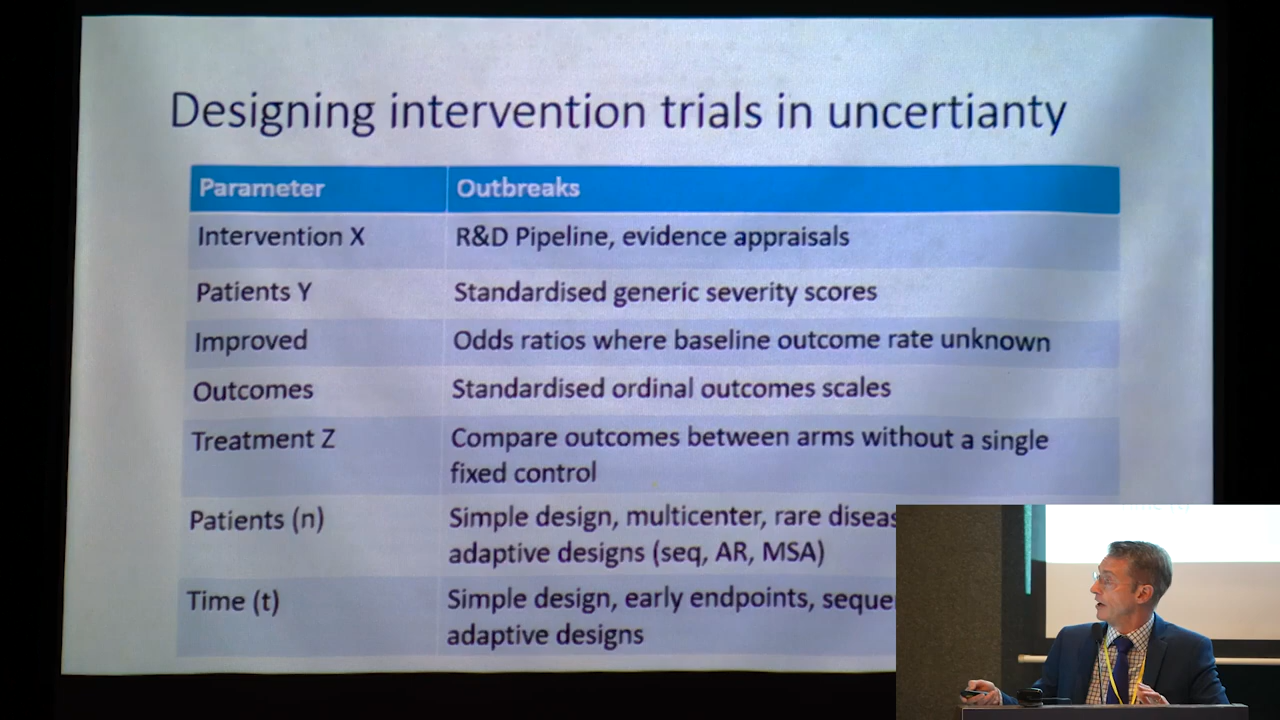 Designing intervention trials in uncertianty
Parameter
Outbreaks
Intervention X
R&D Pipeline, evidence appraisals
Patients Y
Standardised generic severity scores
Improved
Odds ratios where baseline outcome rate unknown
Outcomes
Standardised ordinal outcomes scales
Treatment Z
Compare outcomes between arms without a single
fixed control
Patients (n)
Simple design, multicenter, rare
adaptive designs (seq, AR, MSA)
Time (t)
Simple design, early endpoints,
adaptive designs